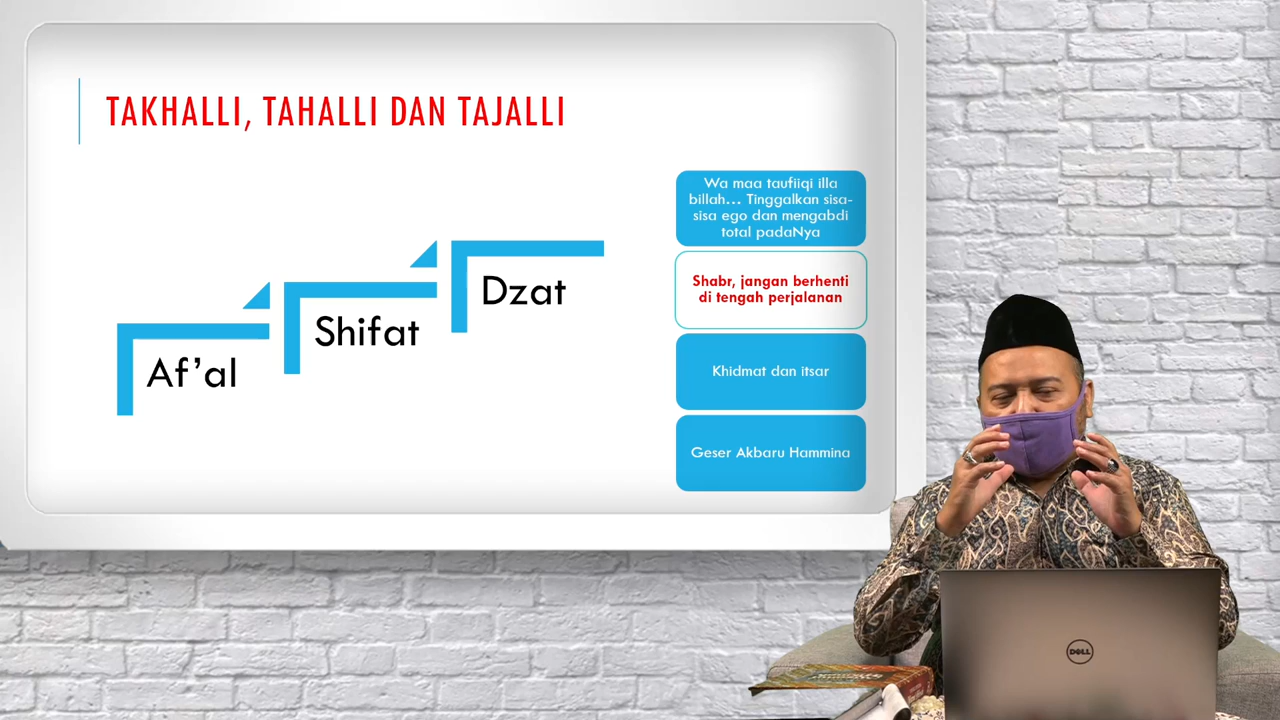 TAKHALLI, TAHALLI DAN TAJALLI
Af’al
Shifat
Dzat
Wa maa taufiiqi illa
billah... Tinggalkan sisa-
sisa ego dan mengabdi
total padaNya
Shabr, jangan berhenti
di tengah perjalanan
Khidmat dan itsar
Geser Akbaru Hammina
DELL